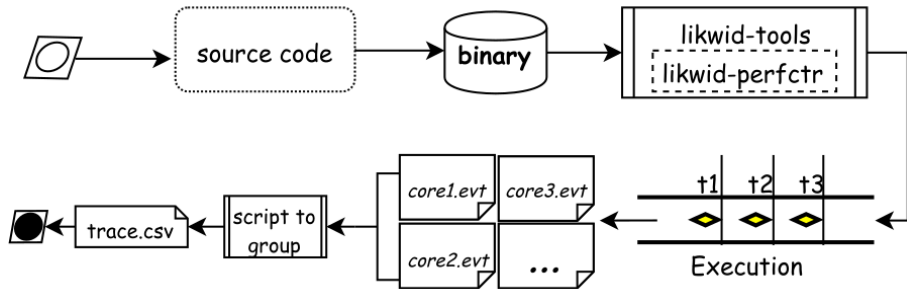 source code
binary
likwid-tools
likwid-perfctr
t1 t2 t3
Execution
core1.evt core3.evt
core2.evt ...
script to
group
trace.csv